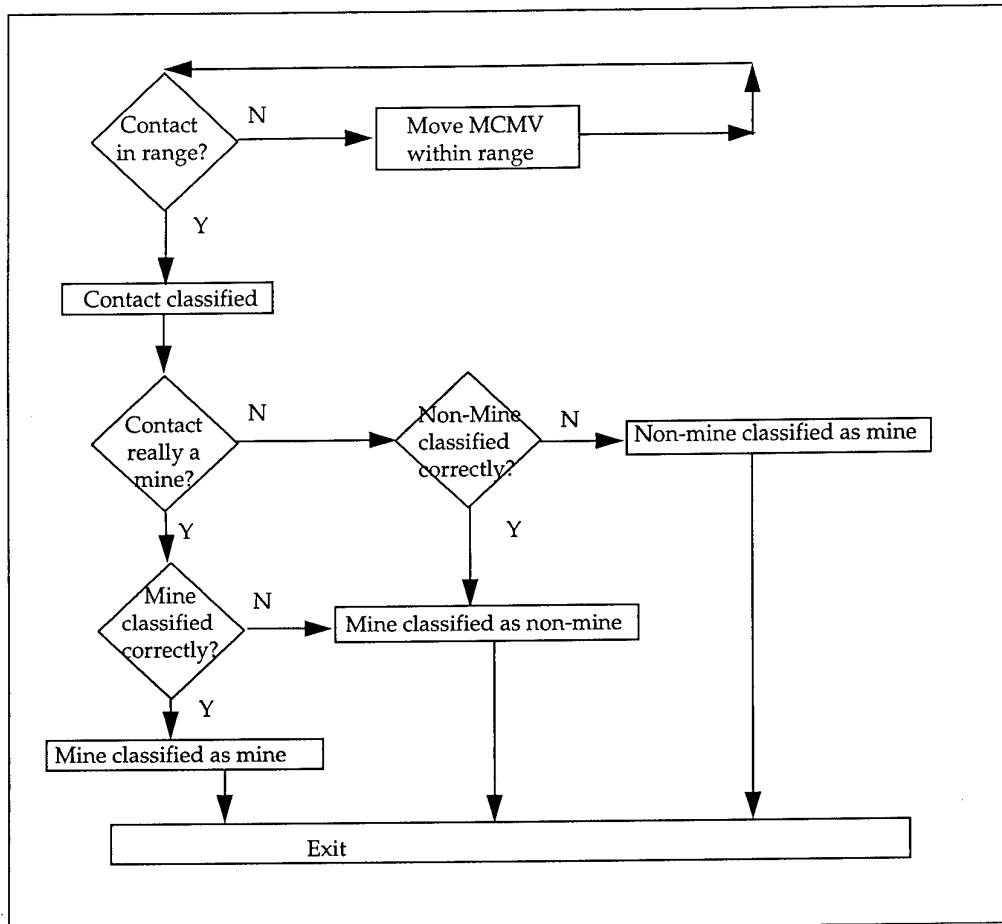 Contact
in range?
N
Move MCMV
within range
Y
Contact classified
Contact
really a
mine?
N
Non-Mine
classified
correctly?
N
Non-mine classified as mine
Y
Y
Mine
classified
correctly?
N
Mine classified as non-mine
Y
Mine classified as mine
Exit